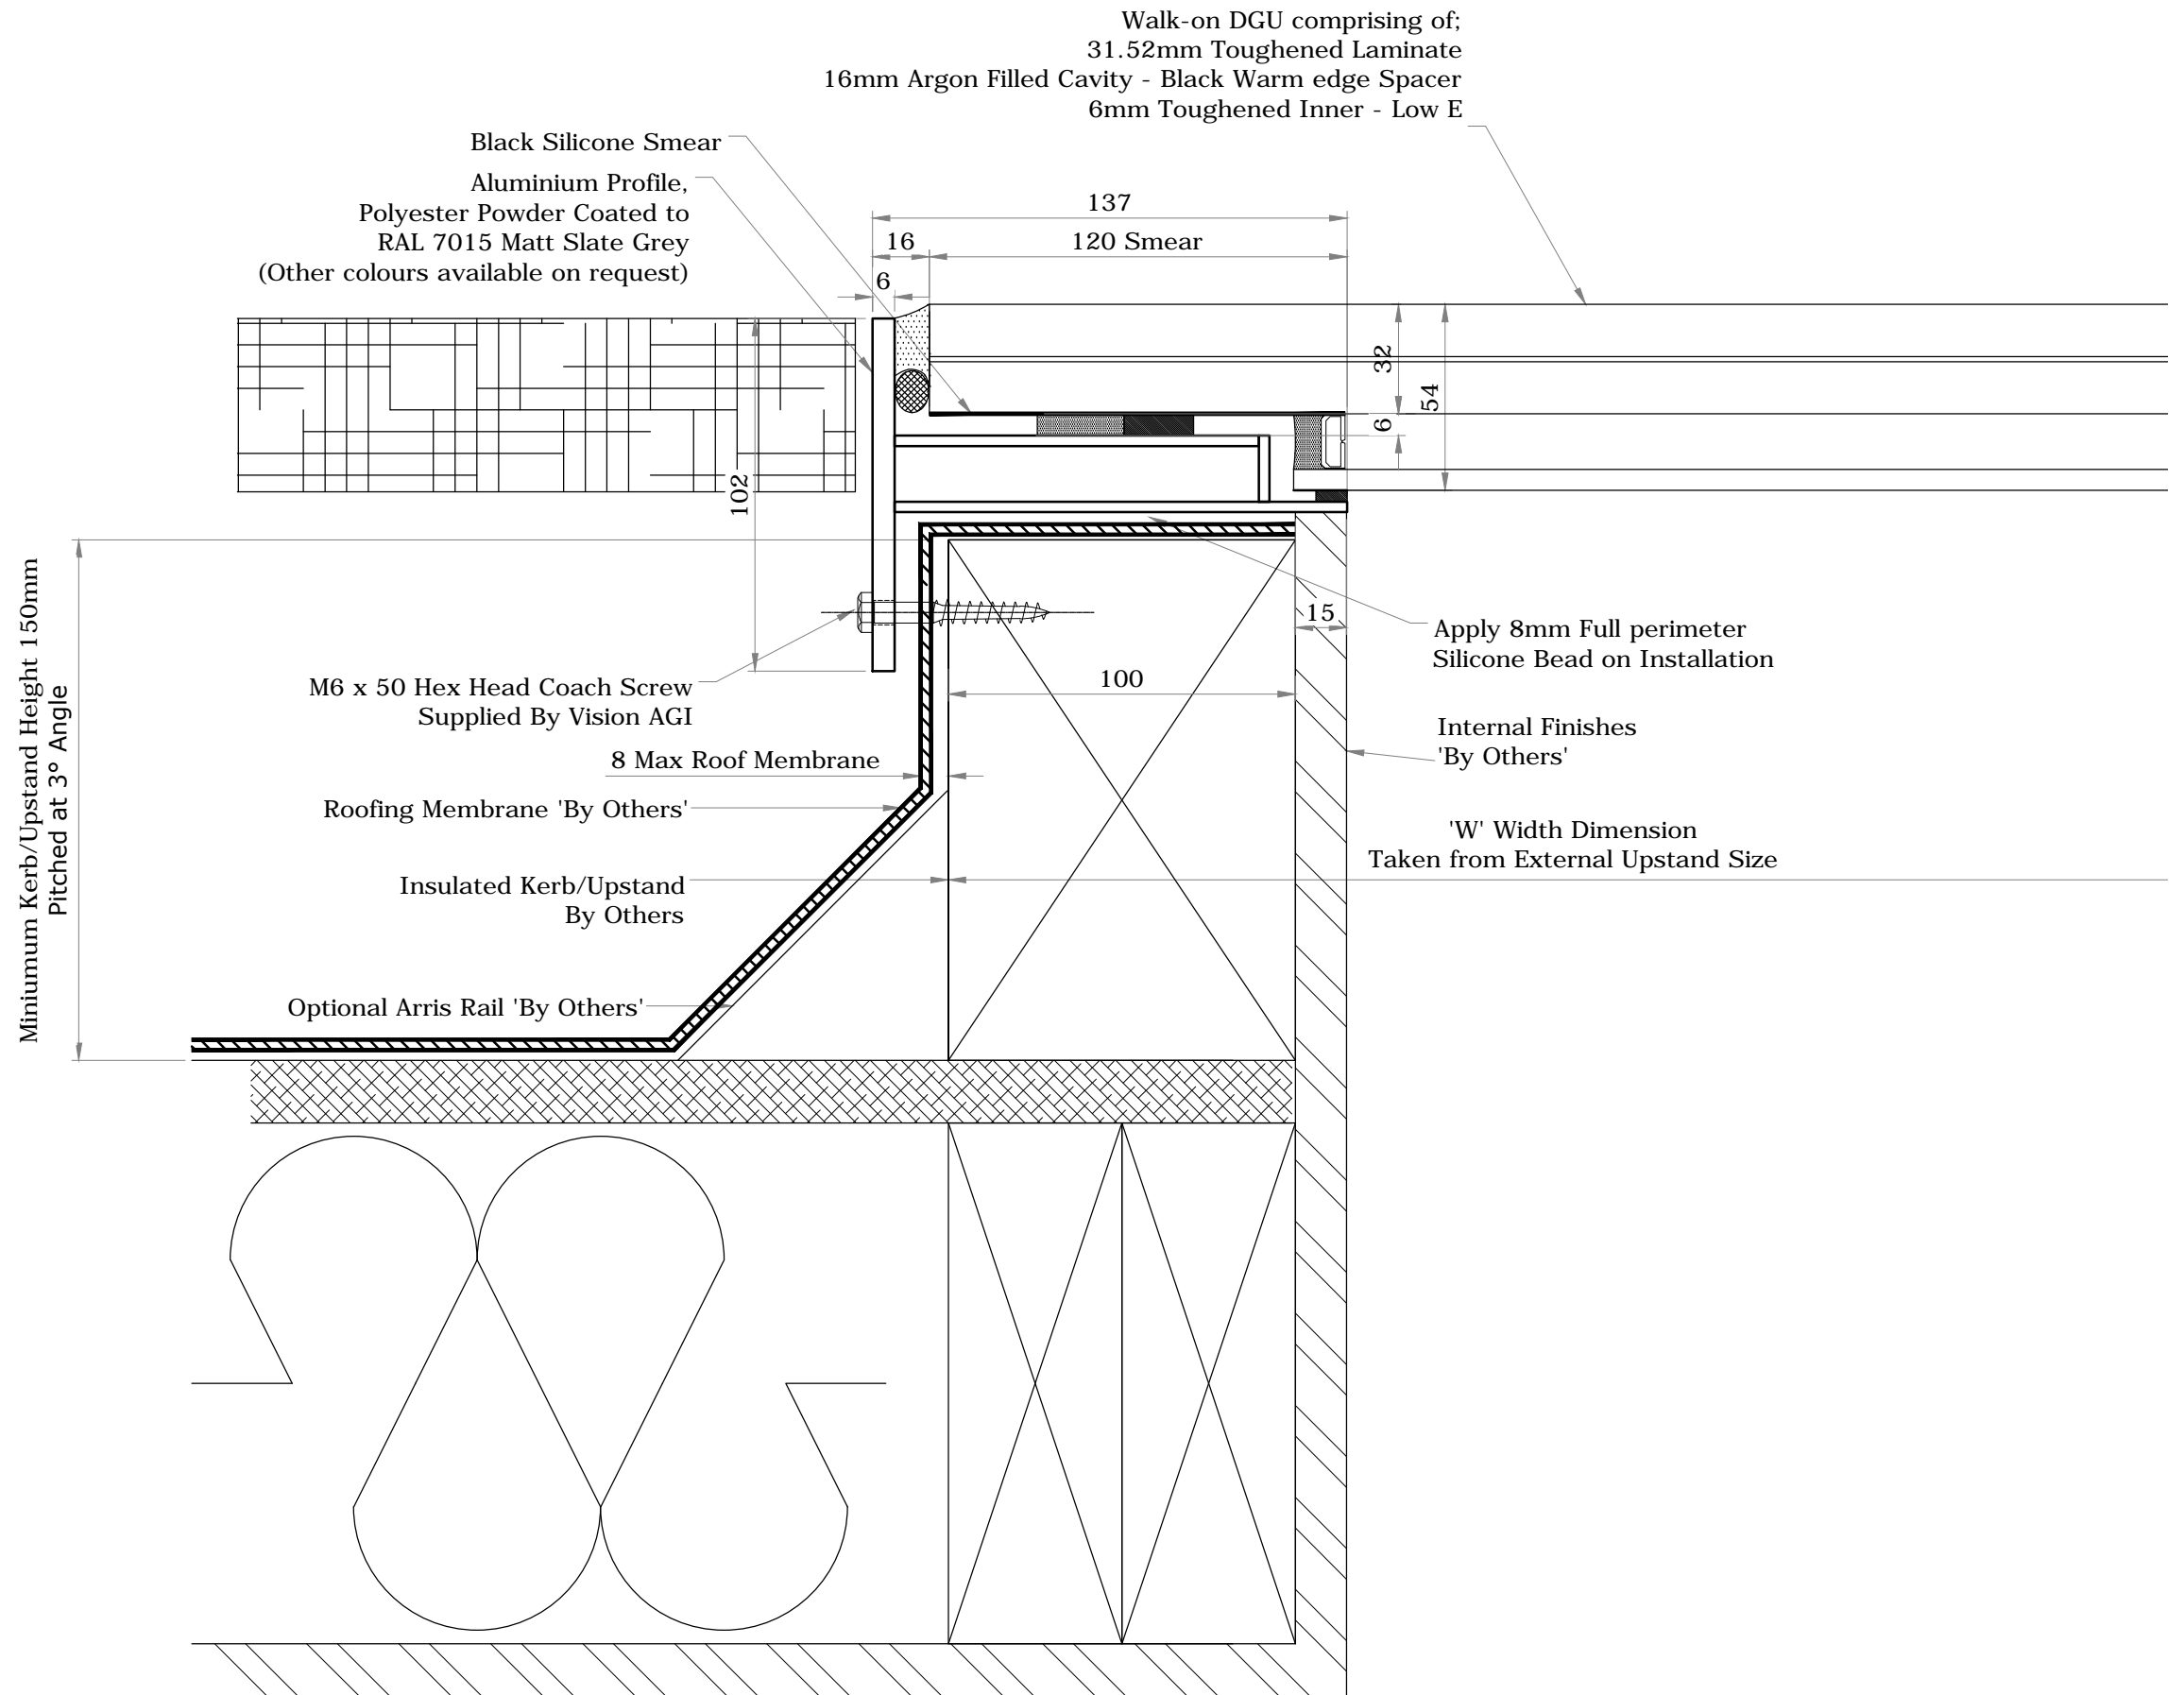 Walk-on DGU comprising of;
31.52mm Toughened Laminate
16mm Argon Filled Cavity - Black Warm edge Spacer
6mm Toughened Inner - Low E
Black Silicone Smear
Aluminium Profile,
Polyester Powder Coated to
RAL 7015 Matt Slate Grey
(Other colours available on request)
137
16
120 Smear
6
32
54
6
102
Miniumum Kerb/Upstand Height 150mm
Pitched at 3° Angle
15
Apply 8mm Full perimeter
Silicone Bead on Installation
M6 x 50 Hex Head Coach Screw
Supplied By Vision AGI
100
Internal Finishes
'By Others'
8 Max Roof Membrane
Roofing Membrane 'By Others'
'W' Width Dimension
Taken from External Upstand Size
Insulated Kerb/Upstand
By Others
Optional Arris Rail 'By Others'